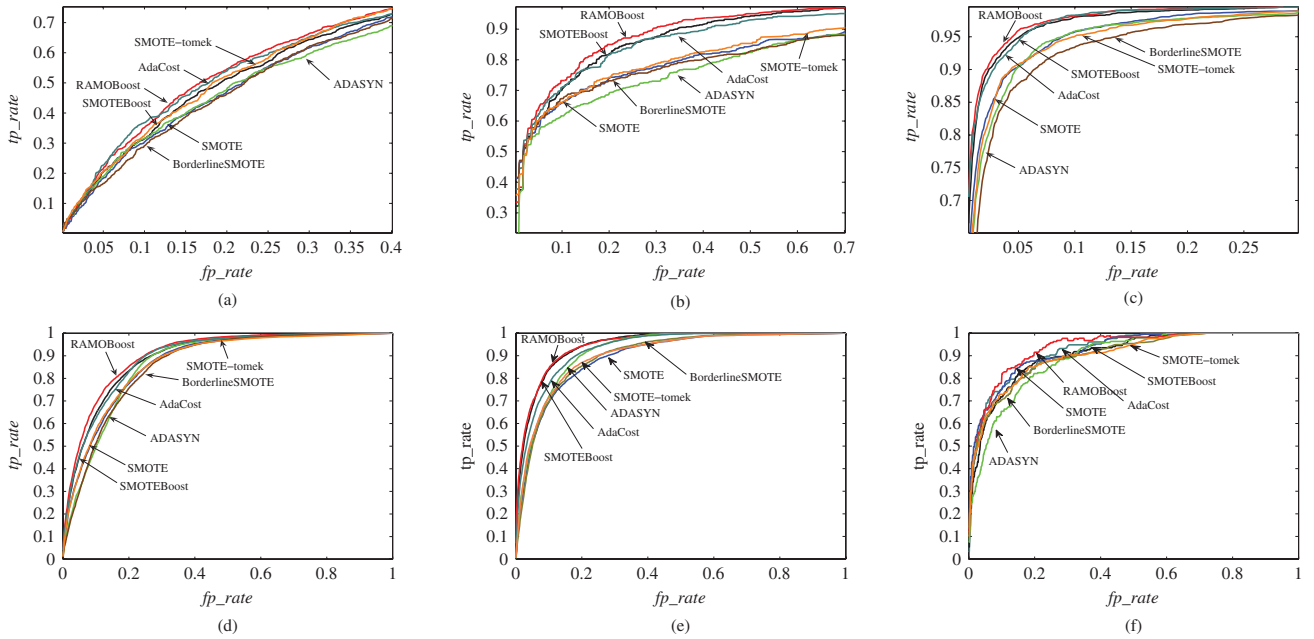 0.7
0.6
0.5
0.4
0.3
0.2
0.1
tp_rate
SMOTE−tomek
AdaCost
RAMOBoost
SMOTEBoost
ADASYN
SMOTE
BorderlineSMOTE
0.05 0.1 0.15 0.2 0.25 0.3 0.35 0.4
fp_rate
(a)
0.9
0.8
0.7
0.6
0.5
0.4
0.3
tp_rate
RAMOBoost
SMOTEBoost
SMOTE−tomek
AdaCost
ADASYN
BorerlineSMOTE
SMOTE
0.1 0.2 0.3 0.4 0.5 0.6 0.7
fp_rate
(b)
0.95
0.9
0.85
0.8
0.75
0.7
tp_rate
RAMOBoost
BorderlineSMOTE
SMOTE−tomek
SMOTEBoost
AdaCost
SMOTE
ADASYN
0.05 0.1 0.15 0.2 0.25
fp_rate
(c)
1
0.9
0.8
0.7
0.6
0.5
0.4
0.3
0.2
0.1
0
tp_rate
RAMOBoost
SMOTE−tomek
BorderlineSMOTE
AdaCost
ADASYN
SMOTE
SMOTEBoost
0 0.2 0.4 0.6 0.8 1
fp_rate
(d)
1
0.9
0.8
0.7
0.6
0.5
0.4
0.3
0.2
0.1
0
tp_rate
RAMOBoost
SMOTE
BorderlineSMOTE
SMOTE−tomek
ADASYN
AdaCost
SMOTEBoost
0 0.2 0.4 0.6 0.8 1
fp_rate
(e)
1
0.9
0.8
0.7
0.6
0.5
0.4
0.3
0.2
0.1
0
tp_rate
SMOTE−tomek
SMOTEBoost
RAMOBoost
AdaCost
SMOTE
BorderlineSMOTE
ADASYN
0 0.2 0.4 0.6 0.8 1
fp_rate
(f)